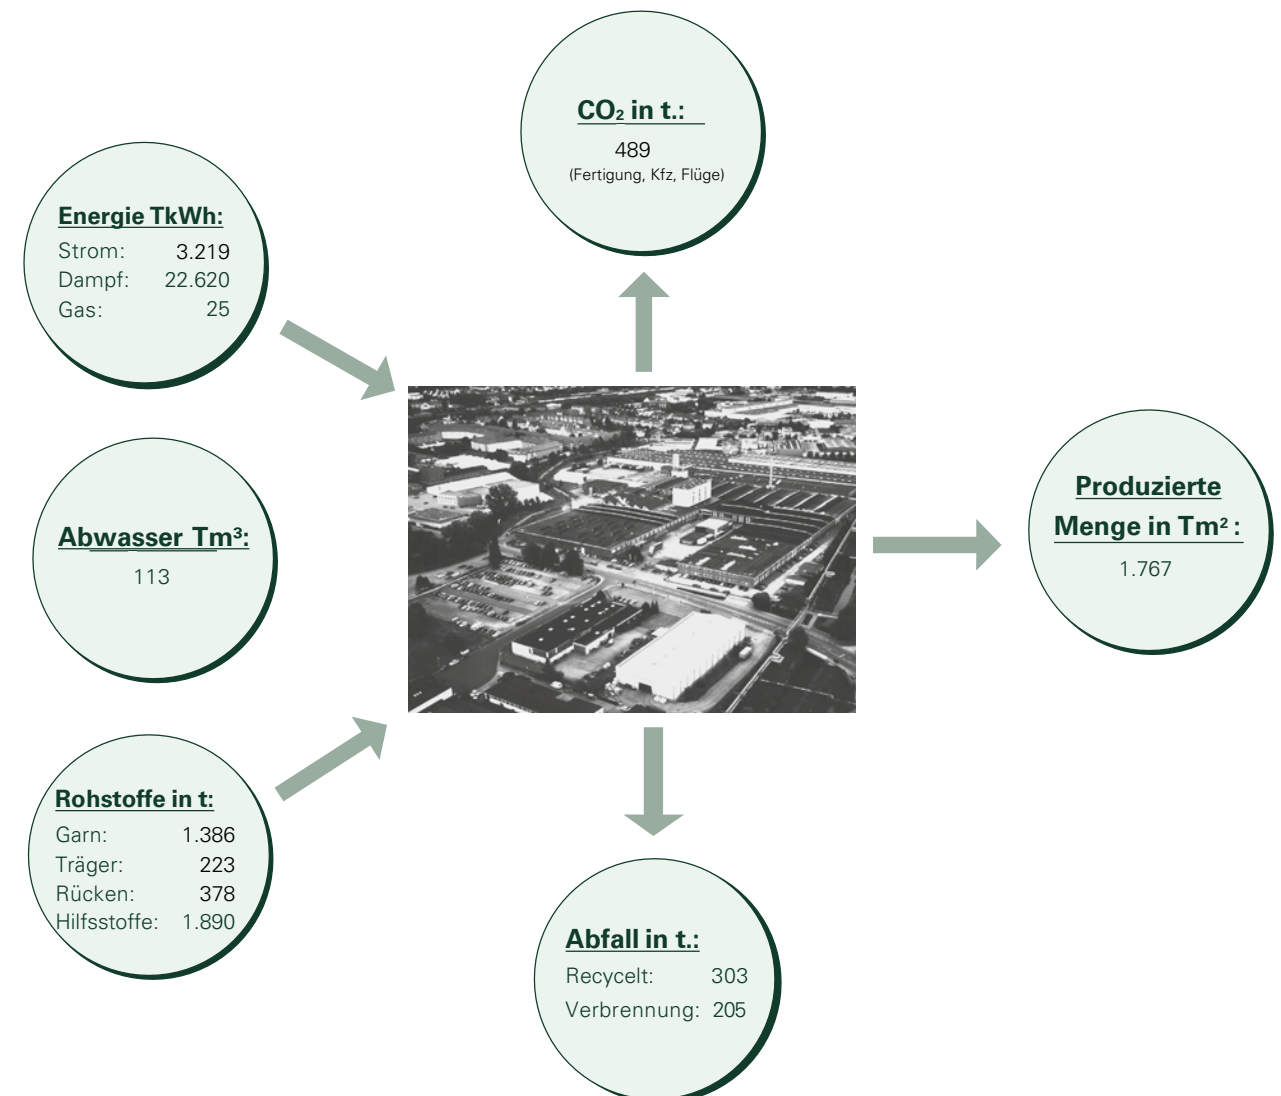 CO₂ in t.:
489
(Fertigung, Kfz, Flüge)
Energie TkWh:
Strom: 3.219
Dampf: 22.620
Gas: 25
Abwasser Tm³:
113
Produzierte
Menge in Tm² :
1.767
Rohstoffe in t:
Garn: 1.386
Träger: 223
Rücken: 378
Hilfsstoffe: 1.890
Abfall in t.:
Recycelt: 303
Verbrennung: 205